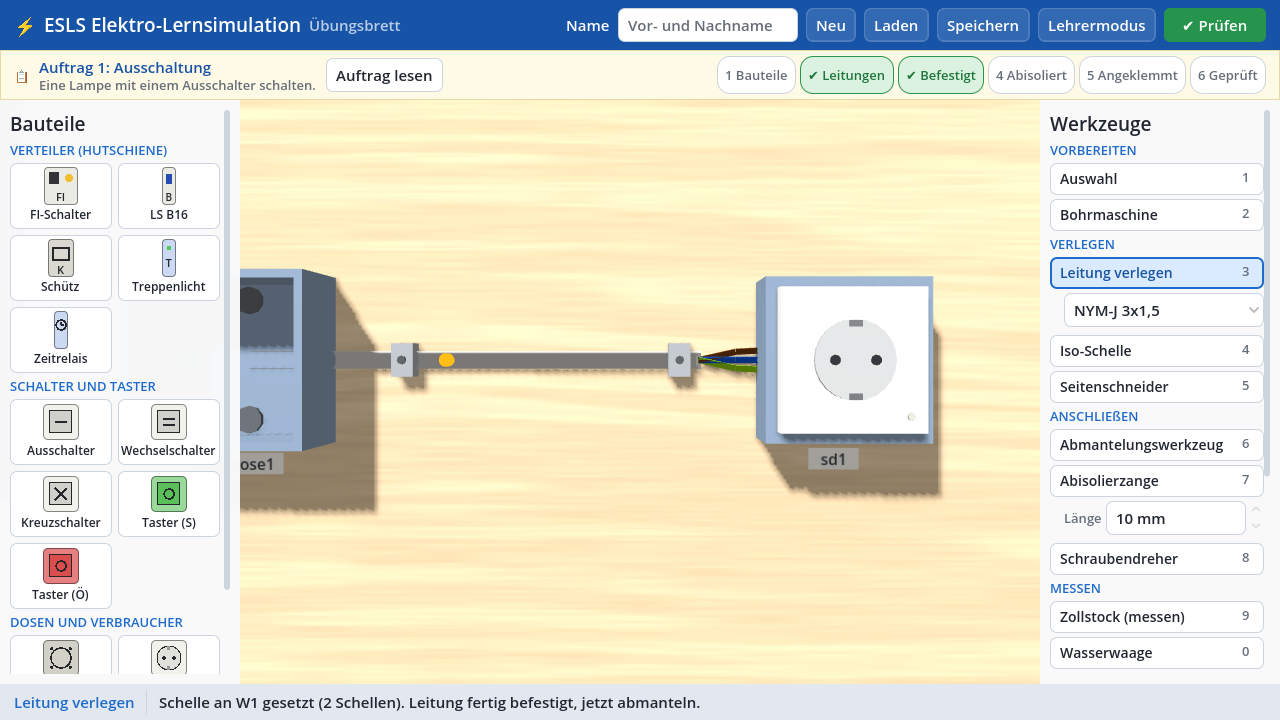 ESLS Elektro-Lernsimulation Übungsbrett
Name Vor- und Nachname Neu Laden Speichern Lehrermodus ✔ Prüfen
Auftrag 1: Ausschaltung
Eine Lampe mit einem Ausschalter schalten.
Auftrag lesen
1 Bauteile ✔ Leitungen ✔ Befestigt 4 Abisoliert 5 Angeklemmt 6 Geprüft
Bauteile
VERTEILER (HUTSCHIENE)
FI
FI-Schalter
B
LS B16
K
Schütz
T
Treppenlicht
Zeitrelais
SCHALTER UND TASTER
Ausschalter
Wechselschalter
Kreuzschalter
Taster (S)
Taster (Ö)
DOSEN UND VERBRAUCHER
ose1
sd1
Werkzeuge
VORBEREITEN
Auswahl 1
Bohrmaschine 2
VERLEGEN
Leitung verlegen 3
NYM-J 3x1,5
Iso-Schelle 4
Seitenschneider 5
ANSCHLIEẞEN
Abmantelungswerkzeug 6
Abisolierzange 7
Länge 10 mm
Schraubendreher 8
MESSEN
Zollstock (messen) 9
Wasserwaage 0
Leitung verlegen Schelle an W1 gesetzt (2 Schellen). Leitung fertig befestigt, jetzt abmanteln.